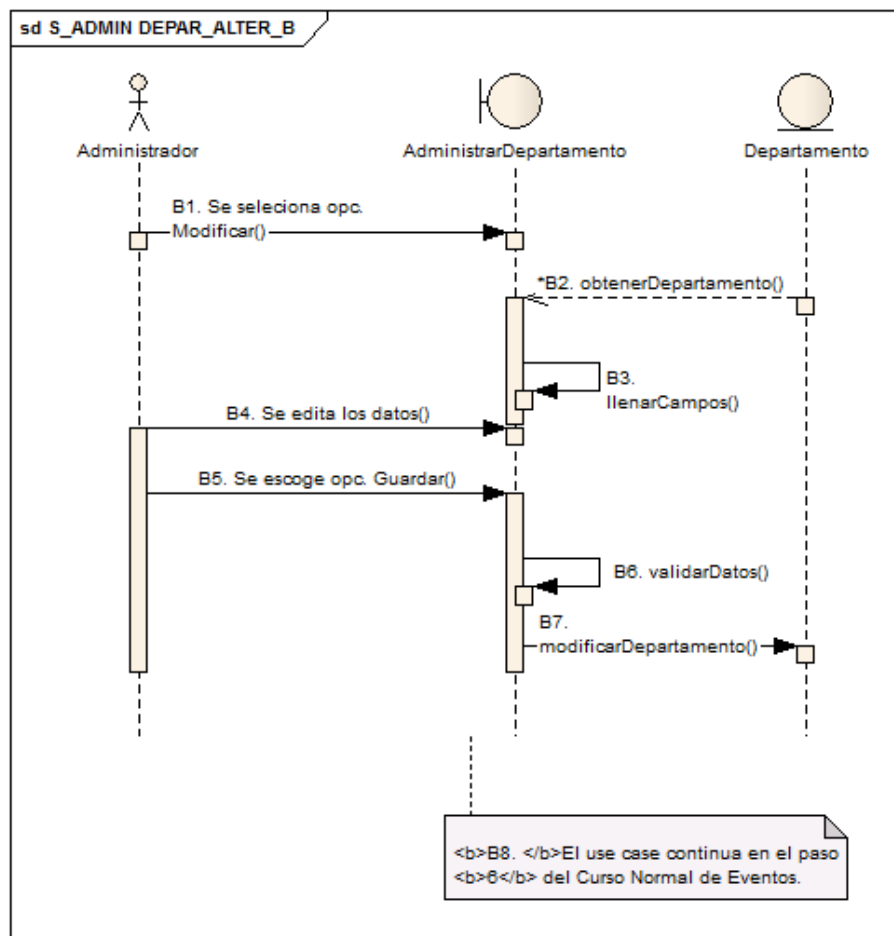 sd S_ADMIN DEPAR_ALTER_B
Administrador
AdministrarDepartamento
Departamento
B1. Se seleciona opc.
Modificar()
*B2. obtenerDepartamento()
B3.
llenarCampos()
B4. Se edita los datos()
B5. Se escoge opc. Guardar()
B6. validarDatos()
B7.
modificarDepartamento()
<b>B8. </b>El use case continua en el paso
<b>6</b> del Curso Normal de Eventos.